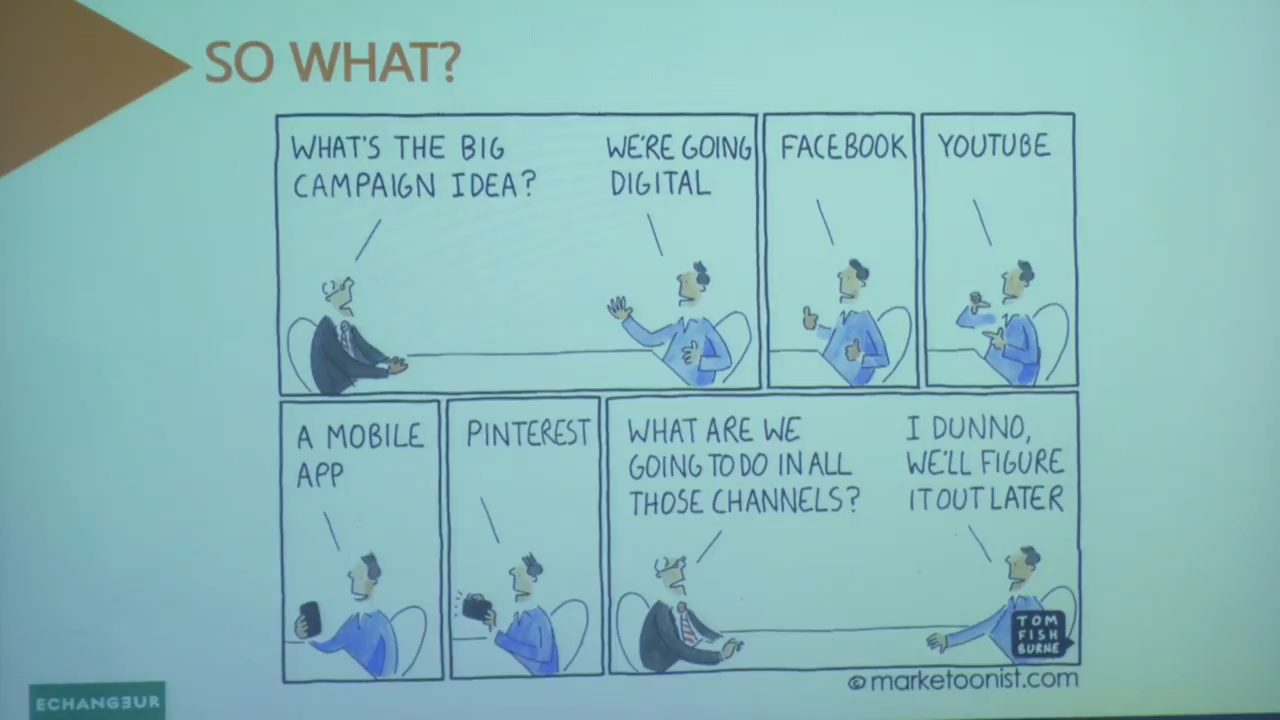 SO WHAT?
WHAT'S THE BIG
CAMPAIGN IDEA?
WE'RE GOING
DIGITAL
FACEBOOK
YOUTUBE
A MOBILE
APP
PINTEREST
WHAT ARE WE
GOING TO DO IN ALL
THOSE CHANNELS?
I DUNNO,
WE'LL FIGURE
IT OUT LATER
TOM
FISH
BURNE
© marketoonist.com
ECHANGEUR